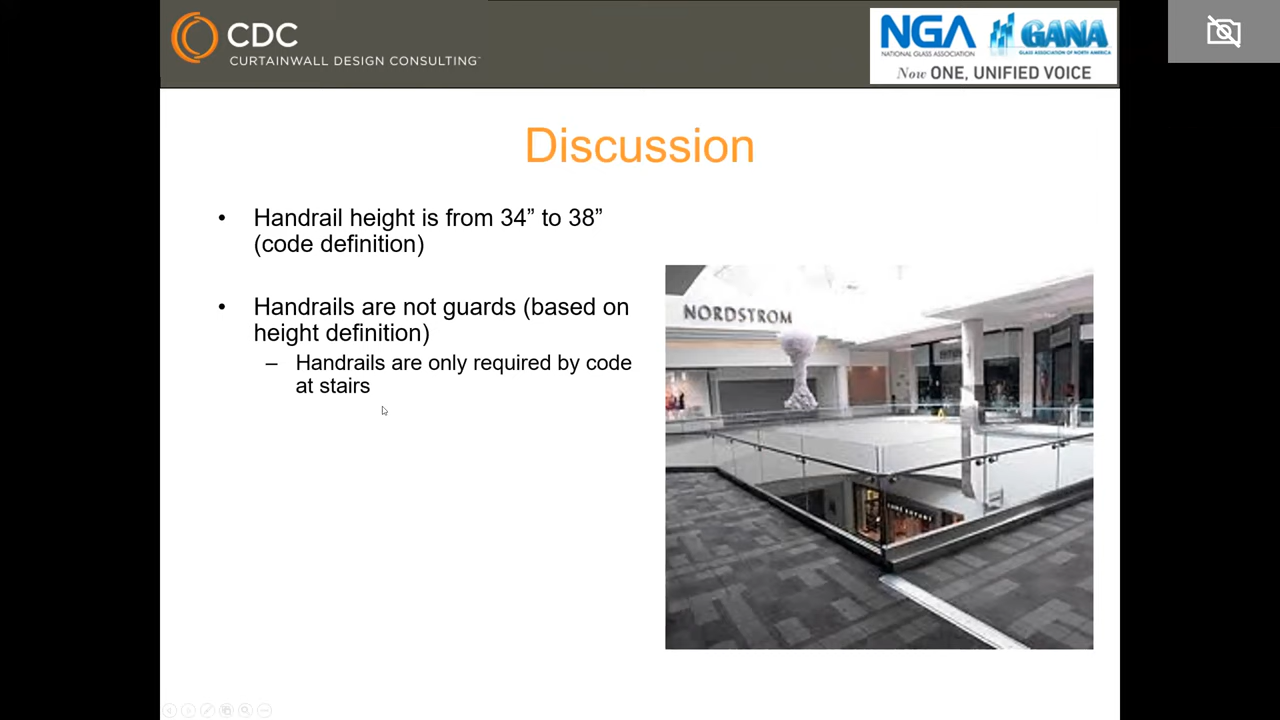 CDC
CURTAINWALL DESIGN CONSULTING
NGA
NATIONAL GLASS ASSOCIATION
GANA
GLASS ASSOCIATION OF NORTH AMERICA
Now ONE, UNIFIED VOICE
Discussion
• Handrail height is from 34” to 38”
(code definition)
• Handrails are not guards (based on
height definition)
– Handrails are only required by code
at stairs
NORDSTROM